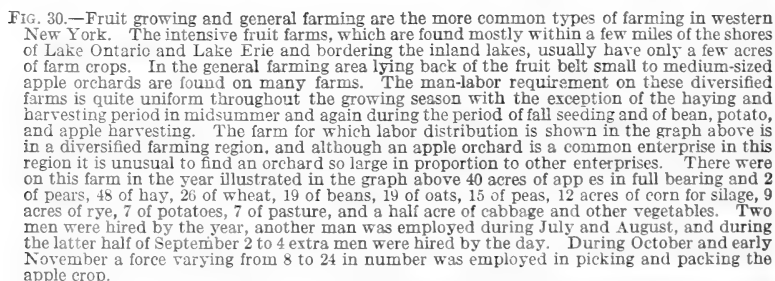 FIG. 30.—Fruit growing and general farming are the more common types of farming in western
New York. The intensive fruit farms, which are found mostly within a few miles of the shores
of Lake Ontario and Lake Erie and bordering the inland lakes, usually have only a few acres
of farm crops. In the general farming area lying back of the fruit belt small to medium-sized
apple orchards are found on many farms. The man-labor requirement on these diversified
farms is quite uniform throughout the growing season with the exception of the haying and
harvesting period in midsummer and again during the period of fall seeding and of bean, potato,
and apple harvesting. The farm for which labor distribution is shown in the graph above is
in a diversified farming region, and although an apple orchard is a common enterprise in this
region it is unusual to find an orchard so large in proportion to other enterprises. There were
on this farm in the year illustrated in the graph above 40 acres of app es in full bearing and 2
of pears, 48 of hay, 26 of wheat, 19 of beans, 19 of oats, 15 of peas, 12 acres of corn for silage, 9
acres of rye, 7 of potatoes, 7 of pasture, and a half acre of cabbage and other vegetables. Two
men were hired by the year, another man was employed during July and August, and during
the latter half of September 2 to 4 extra men were hired by the day. During October and early
November a force varying from 8 to 24 in number was employed in picking and packing the
apple crop.